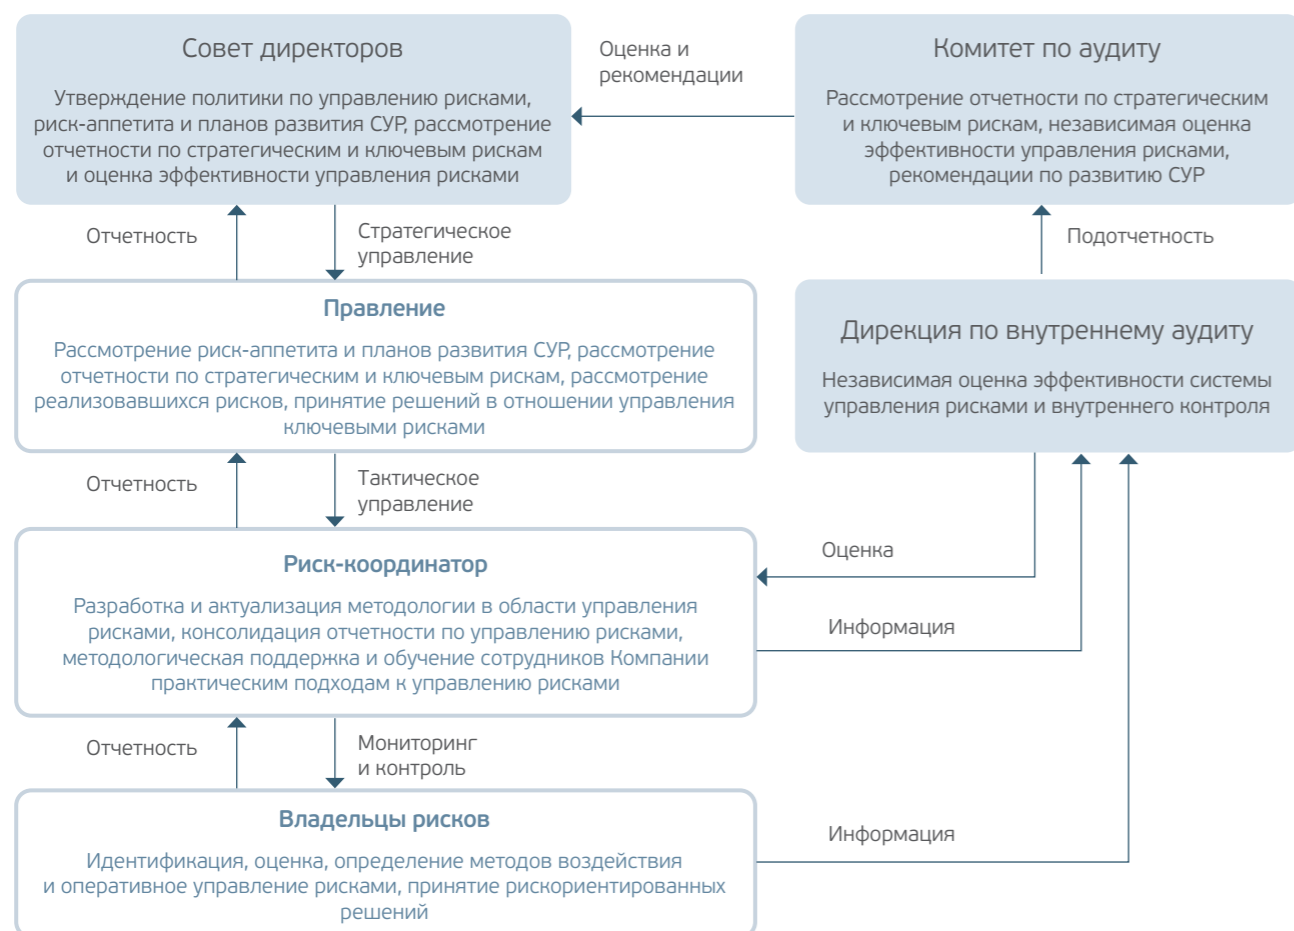 Совет директоров
Утверждение политики по управлению рисками,
риск-аппетита и планов развития СУР, рассмотрение
отчетности по стратегическим и ключевым рискам
и оценка эффективности управления рисками
Оценка и
рекомендации
Комитет по аудиту
Рассмотрение отчетности по стратегическим
и ключевым рискам, независимая оценка
эффективности управления рисками,
рекомендации по развитию СУР
Отчетность
Стратегическое
управление
Подотчетность
Правление
Рассмотрение риск-аппетита и планов развития СУР, рассмотрение
отчетности по стратегическим и ключевым рискам, рассмотрение
реализовавшихся рисков, принятие решений в отношении управления
ключевыми рисками
Дирекция по внутреннему аудиту
Независимая оценка эффективности системы
управления рисками и внутреннего контроля
Отчетность
Тактическое
управление
Риск-координатор
Разработка и актуализация методологии в области управления
рисками, консолидация отчетности по управлению рисками,
методологическая поддержка и обучение сотрудников Компании
практическим подходам к управлению рисками
Оценка
Информация
Отчетность
Мониторинг
и контроль
Владельцы рисков
Идентификация, оценка, определение методов воздействия
и оперативное управление рисками, принятие рискориентированных
решений
Информация